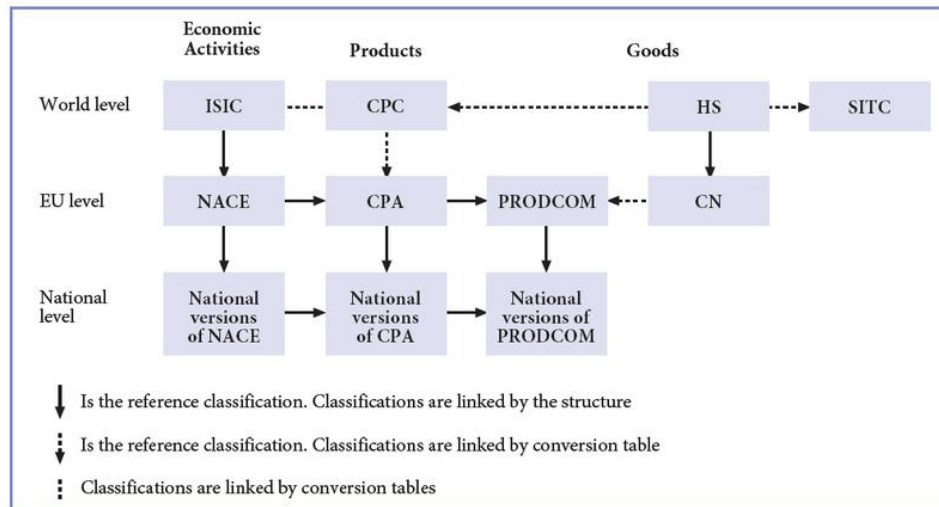 Economic
Activities
Products
Goods
World level
ISIC
CPC
HS
SITC
EU level
NACE
CPA
PRODCOM
CN
National
level
National
versions
of NACE
National
versions
of CPA
National
versions of
PRODCOM
Is the reference classification. Classifications are linked by the structure
Is the reference classification. Classifications are linked by conversion table
Classifications are linked by conversion tables